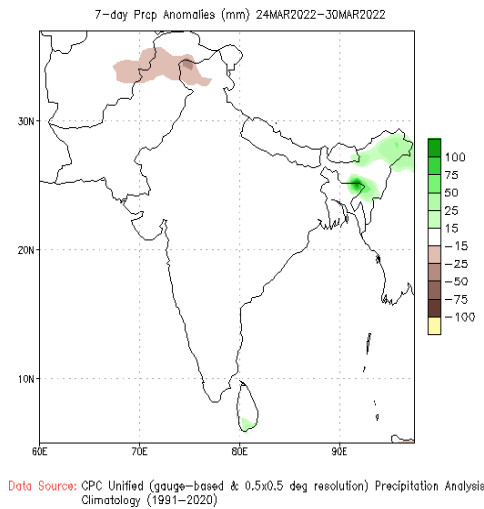 7-day Prcp Anomalies (mm) 24MAR2022-30MAR2022
30N
20N
10N
60E 70E 80E 90E
100
75
50
25
15
-15
-25
-50
-75
-100
Data Source: CPC Unified (gauge-based & 0.5x0.5 deg resolution) Precipitation Analysis
Climatology (1991-2020)